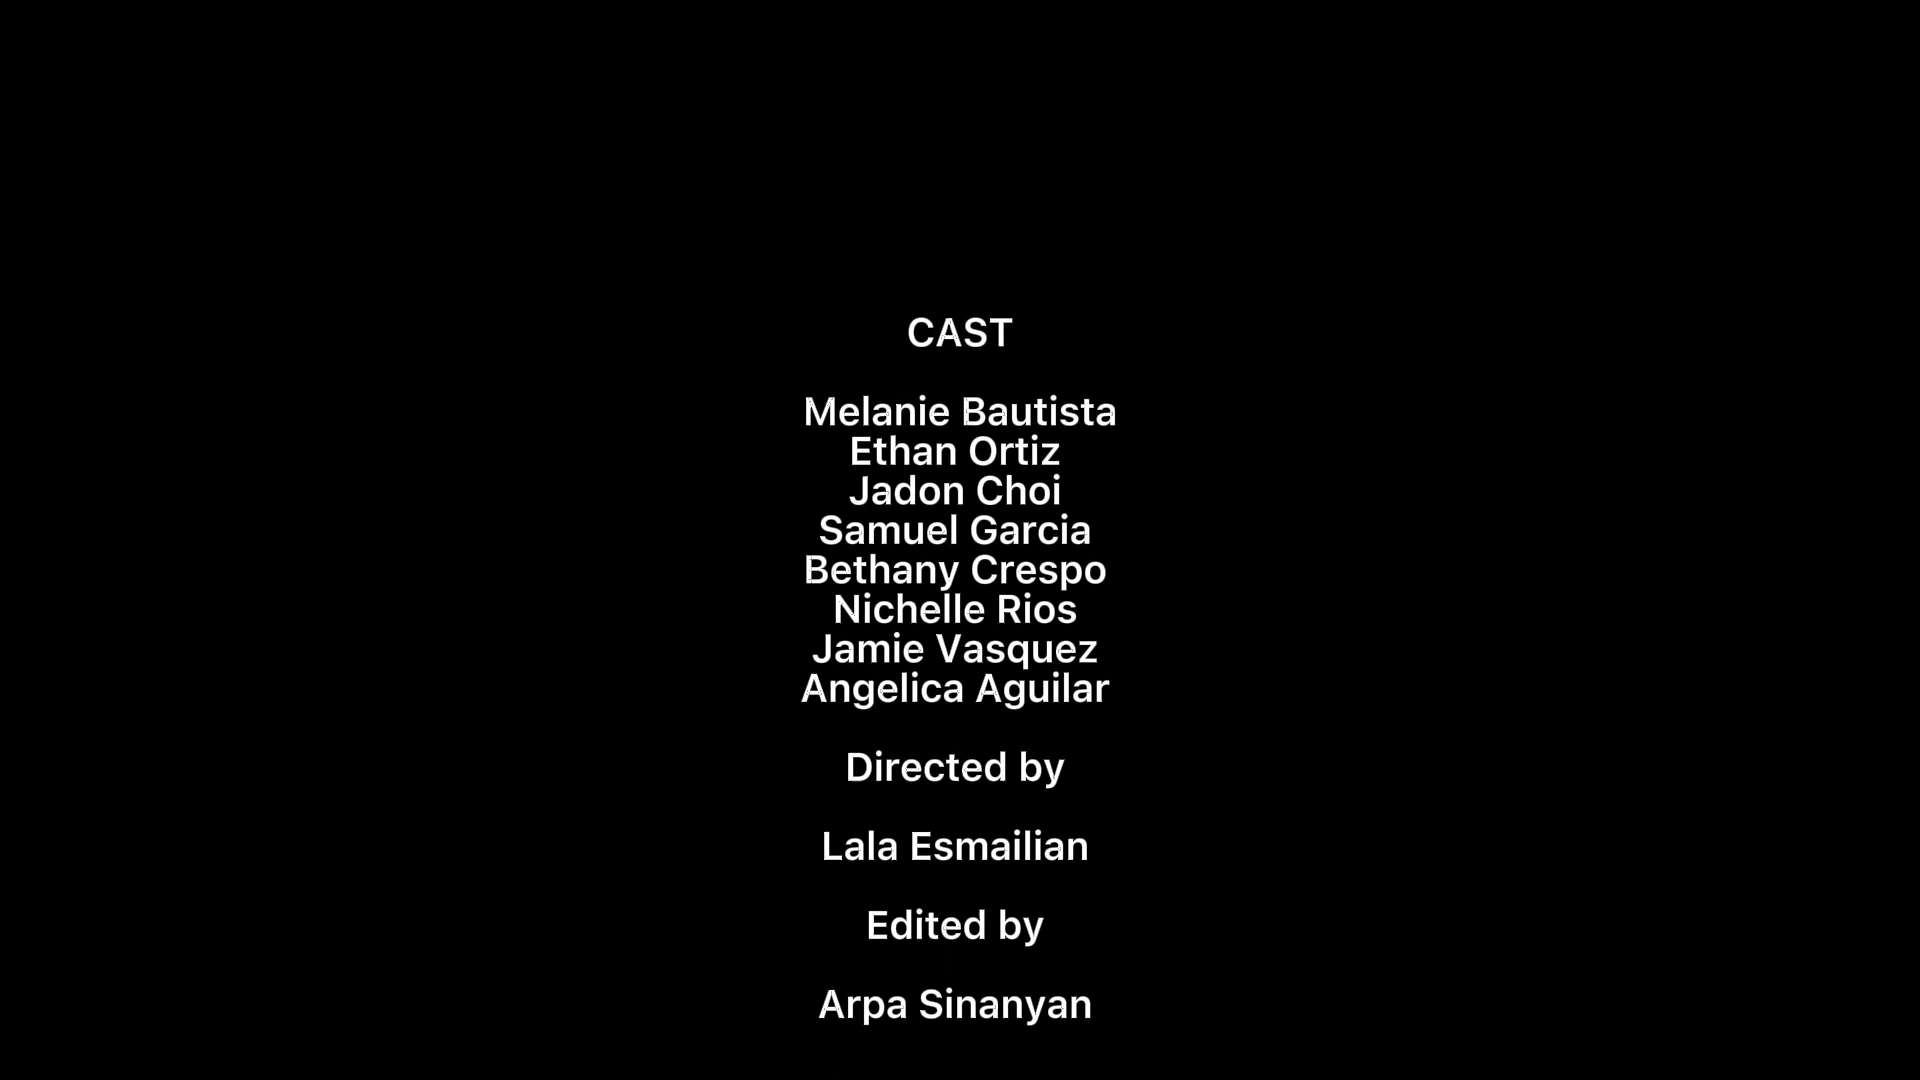 CAST
Melanie Bautista
Ethan Ortiz
Jadon Choi
Samuel Garcia
Bethany Crespo
Nichelle Rios
Jamie Vasquez
Angelica Aguilar
Directed by
Lala Esmailian
Edited by
Arpa Sinanyan